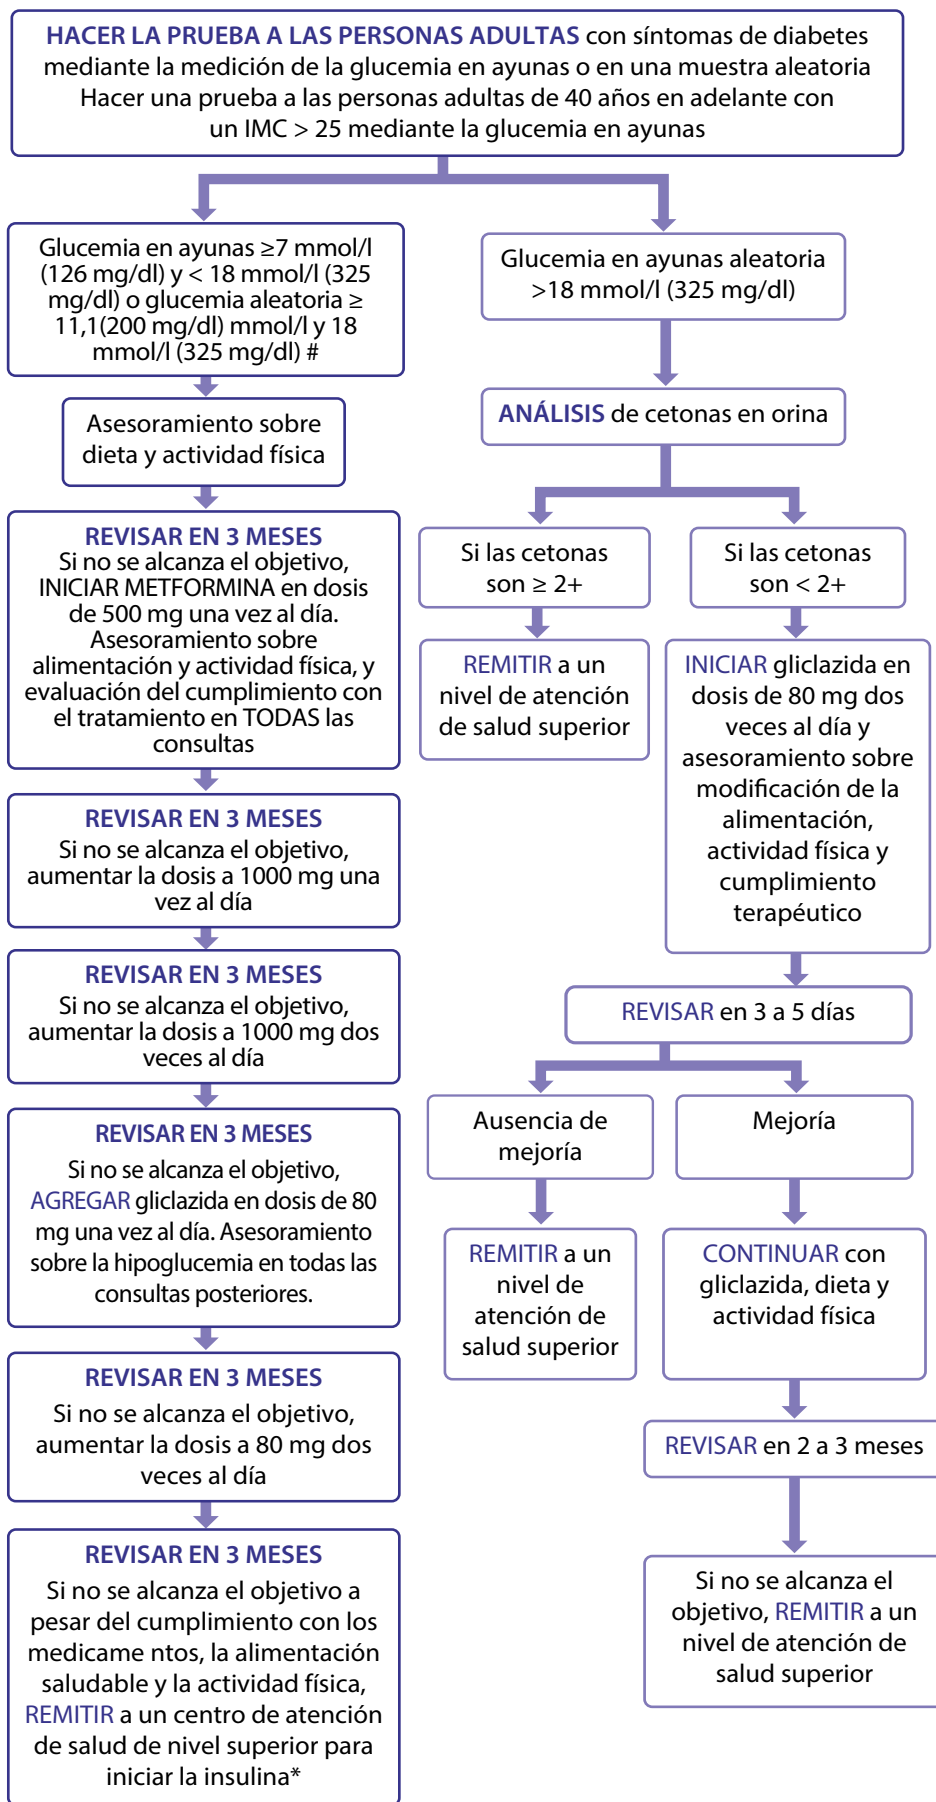 HACER LA PRUEBA A LAS PERSONAS ADULTAS con síntomas de diabetes
mediante la medición de la glucemia en ayunas o en una muestra aleatoria
Hacer una prueba a las personas adultas de 40 años en adelante con
un IMC > 25 mediante la glucemia en ayunas
Glucemia en ayunas ≥7 mmol/l
(126 mg/dl) y < 18 mmol/l (325
mg/dl) o glucemia aleatoria ≥
11,1(200 mg/dl) mmol/l y 18
mmol/l (325 mg/dl) #
Asesoramiento sobre
dieta y actividad física
REVISAR EN 3 MESES
Si no se alcanza el objetivo,
INICIAR METFORMINA en dosis
de 500 mg una vez al día.
Asesoramiento sobre
alimentación y actividad física, y
evaluación del cumplimiento con
el tratamiento en TODAS las
consultas
REVISAR EN 3 MESES
Si no se alcanza el objetivo,
aumentar la dosis a 1000 mg una
vez al día
REVISAR EN 3 MESES
Si no se alcanza el objetivo,
aumentar la dosis a 1000 mg dos
veces al día
REVISAR EN 3 MESES
Si no se alcanza el objetivo,
AGREGAR gliclazida en dosis de 80
mg una vez al día. Asesoramiento
sobre la hipoglucemia en todas las
consultas posteriores.
REVISAR EN 3 MESES
Si no se alcanza el objetivo,
aumentar la dosis a 80 mg dos
veces al día
REVISAR EN 3 MESES
Si no se alcanza el objetivo a
pesar del cumplimiento con los
medicame ntos, la alimentación
saludable y la actividad física,
REMITIR a un centro de atención
de salud de nivel superior para
iniciar la insulina*
Glucemia en ayunas aleatoria
>18 mmol/l (325 mg/dl)
ANÁLISIS de cetonas en orina
Si las cetonas
son ≥ 2+
REMITIR a un
nivel de atención
de salud superior
Si las cetonas
son < 2+
INICIAR gliclazida en
dosis de 80 mg dos
veces al día y
asesoramiento sobre
modificación de la
alimentación,
actividad física y
cumplimiento
terapéutico
REVISAR en 3 a 5 días
Ausencia de
mejoría
REMITIR a un
nivel de
atención de
salud superior
Mejoría
CONTINUAR con
gliclazida, dieta y
actividad física
REVISAR en 2 a 3 meses
Si no se alcanza el
objetivo, REMITIR a un
nivel de atención de
salud superior